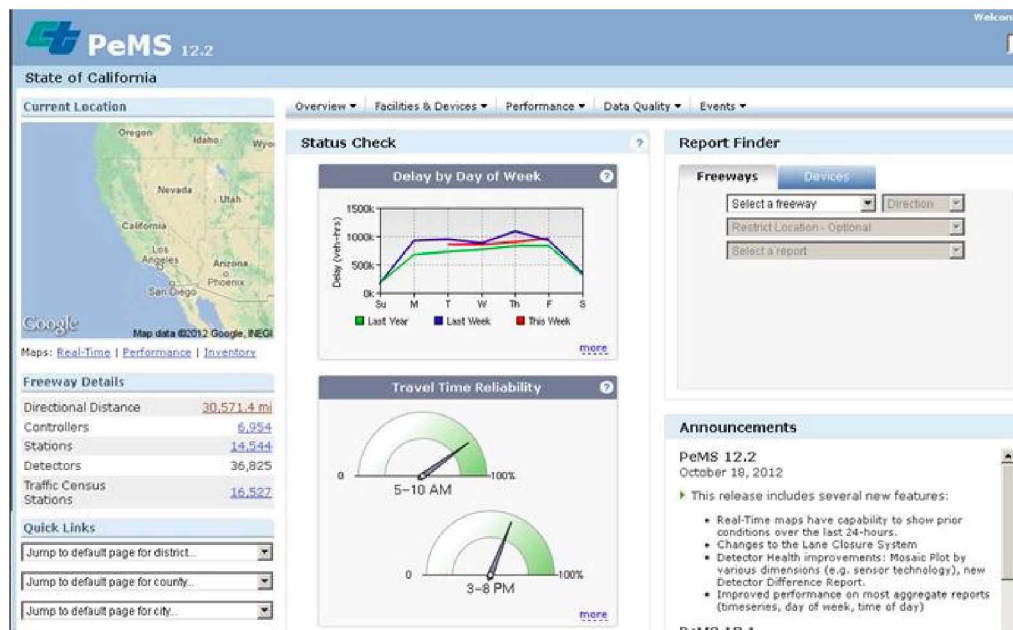 Welcom
PeMS 12.2
State of California
Current Location
Oregon
Idaho
Wyo
Nevada
Utah
California
Los Angeles
Arizona
Phoenix
San Diego
Google
Map data ©2012 Google, INEGI
Maps: Real-Time | Performance | Inventory
Freeway Details
Directional Distance 30,571.4 mi
Controllers 6,954
Stations 14,544
Detectors 36,825
Traffic Census Stations 16,527
Quick Links
Jump to default page for district...
Jump to default page for county...
Jump to default page for city...
Overview Facilities & Devices Performance Data Quality Events
Status Check ?
Delay by Day of Week ?
Delay (veh-hrs)
1500k
1000k
500k
0k
Su M T W Th F S
Last Year Last Week This Week
more
Travel Time Reliability ?
0 100%
5-10 AM
0 100%
3-8 PM
more
Report Finder
Freeways Devices
Select a freeway Direction
Restrict Location - Optional
Select a report
Announcements
PeMS 12.2
October 18, 2012
This release includes several new features:
• Real-Time maps have capability to show prior
conditions over the last 24-hours.
• Changes to the Lane Closure System
• Detector Health improvements: Mosaic Plot by
various dimensions (e.g. sensor technology), new
Detector Difference Report.
• Improved performance on most aggregate reports
(timeseries, day of week, time of day)